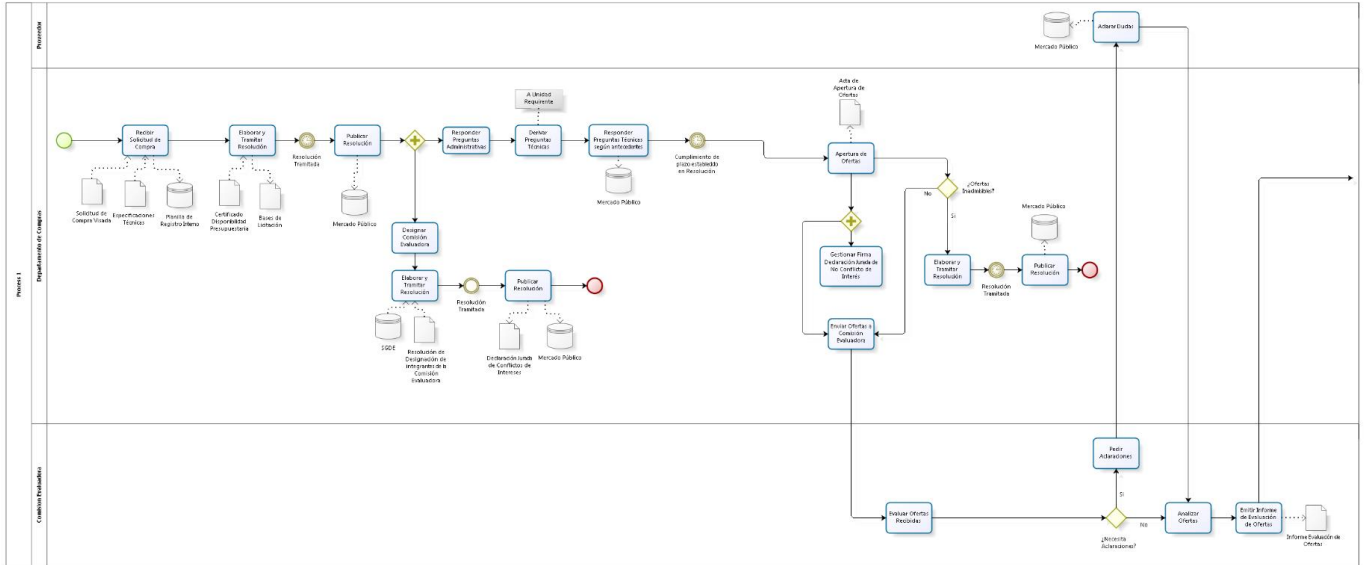 Proceso 1
Proveedor
Aclarar Dudas
Mercado Público
Departamento de Compras
Recibir
Solicitud de
Compra
Solicitud de
Compra Visada
Especificaciones
Técnicas
Planilla de
Registro Interno
Elaborar y
Tramitar
Resolución
Certificado
Disponibilidad
Presupuestaria
Bases de
Licitación
Resolución
Tramitada
Publicar
Resolución
Mercado Público
Responder
Preguntas
Administrativas
A Unidad
Requirente
Derivar
Preguntas
Técnicas
Responder
Preguntas Técnicas
según antecedentes
Mercado Público
Cumplimiento de
plazo establecido
en Resolución
Designar
Comisión
Evaluadora
Elaborar y
Tramitar
Resolución
SGDE
Resolución de
Designación de
Integrantes de la
Comisión
Evaluadora
Resolución
Tramitada
Publicar
Resolución
Declaración Jurada
de Conflictos de
Intereses
Mercado Público
Acta de
Apertura de
Ofertas
Apertura de
Ofertas
¿Ofertas
Inadmisibles?
No
Si
Gestionar Firma
Declaración Jurada de
No Conflicto de
Interés
Enviar Ofertas a
Comisión
Evaluadora
Elaborar y
Tramitar
Resolución
Resolución
Tramitada
Mercado Público
Publicar
Resolución
Comisión Evaluadora
Evaluar Ofertas
Recibidas
Pedir
Aclaraciones
Si
¿Necesita
Aclaraciones?
No
Analizar
Ofertas
Emitir Informe
de Evaluación
de Ofertas
Informe Evaluación de
Ofertas